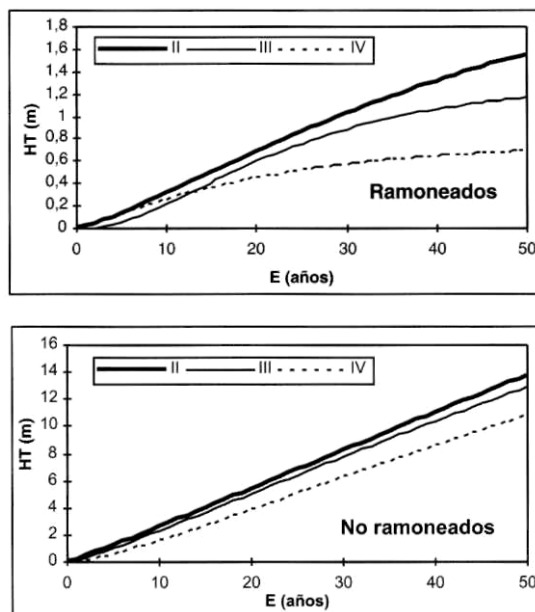 1,8
1,6
1,4
1,2
1
0,8
0,6
0,4
0,2
0
HT (m)
II III IV
Ramoneados
0 10 20 30 40 50
E (años)
16
14
12
10
8
6
4
2
0
HT (m)
II III IV
No ramoneados
0 10 20 30 40 50
E (años)